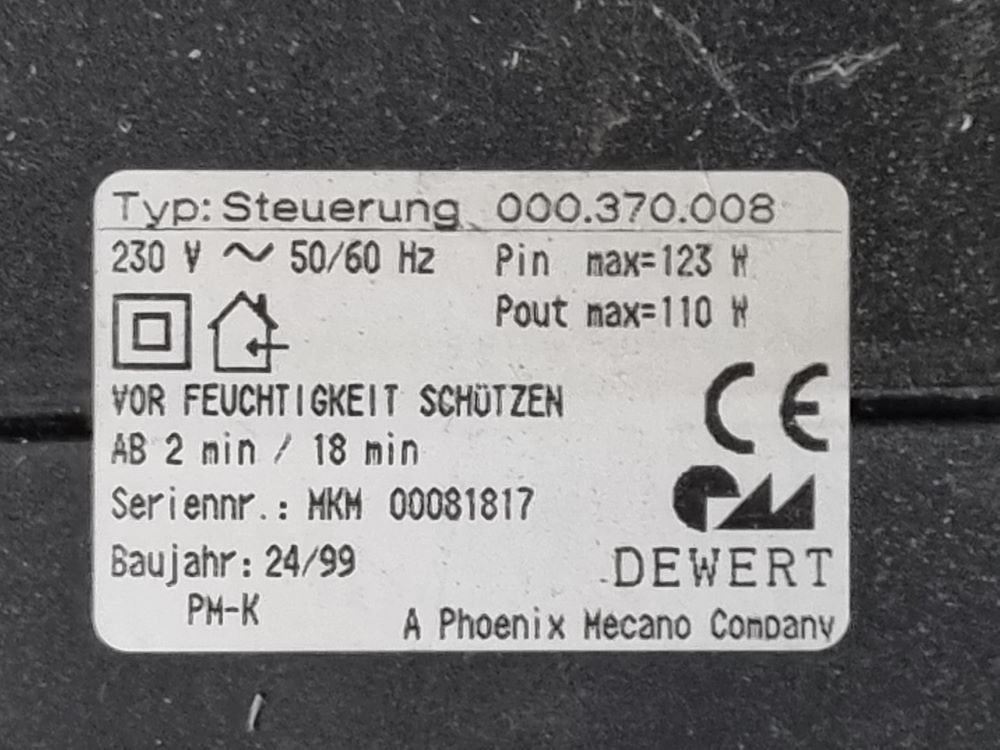 Typ: Steuerung 000.370.008
230 V ~ 50/60 Hz Pin max=123 W
Pout max=110 W
CE
VOR FEUCHTIGKEIT SCHÜTZEN
AB 2 min / 18 min
Seriennr.: MKM 00081817
Baujahr: 24/99
DEWERT
PM-K
A Phoenix Mecano Company